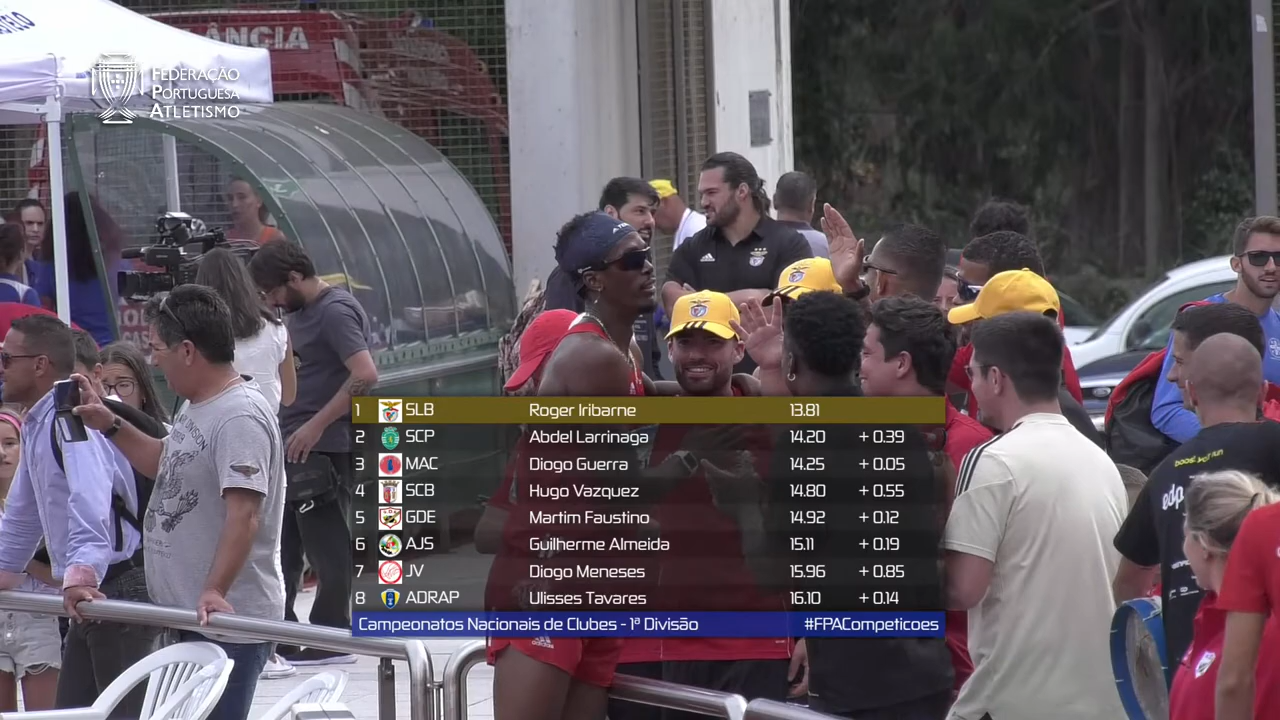 FEDERAÇÃO
PORTUGUESA
ATLETISMO
1 SLB Roger Iribarne 13.81
2 SCP Abdel Larrinaga 14.20 + 0.39
3 MAC Diogo Guerra 14.25 + 0.05
4 SCB Hugo Vazquez 14.80 + 0.55
5 GDE Martim Faustino 14.92 + 0.12
6 AJS Guilherme Almeida 15.11 + 0.19
7 JV Diogo Meneses 15.96 + 0.85
8 ADRAP Ulisses Tavares 16.10 + 0.14
Campeonatos Nacionais de Clubes - 1ª Divisão #FPACompeticoes
boost your run
edp